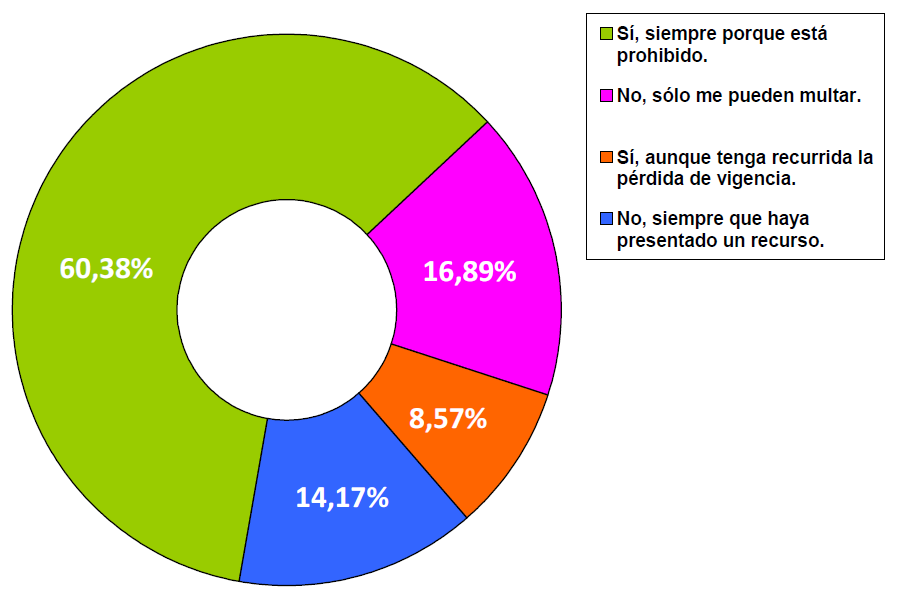 Sí, siempre porque está
prohibido.
No, sólo me pueden multar.
Sí, aunque tenga recurrida la
pérdida de vigencia.
No, siempre que haya
presentado un recurso.
60,38%
16,89%
8,57%
14,17%